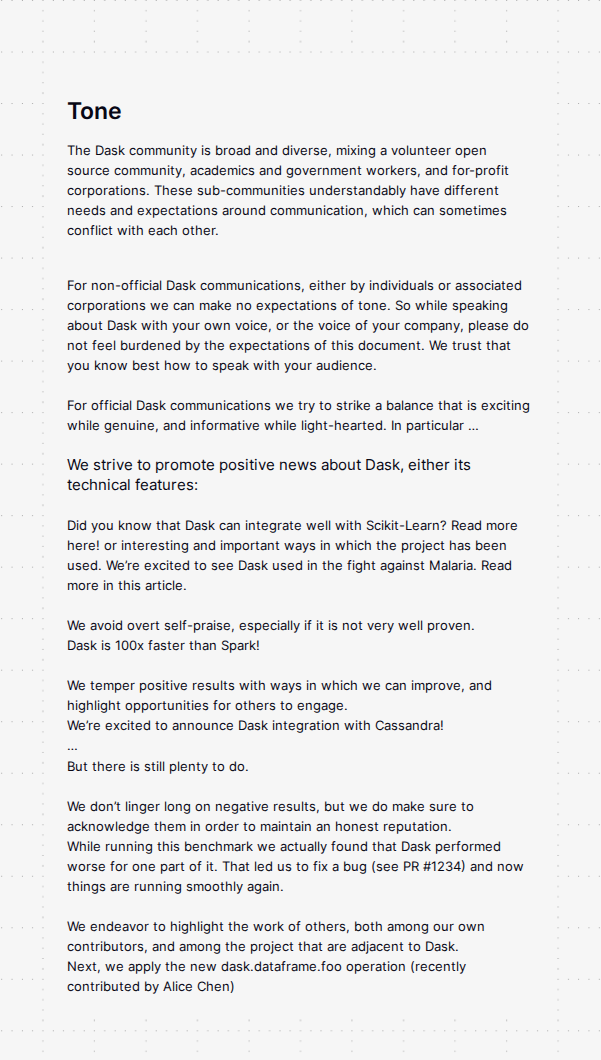 Tone
The Dask community is broad and diverse, mixing a volunteer open
source community, academics and government workers, and for-profit
corporations. These sub-communities understandably have different
needs and expectations around communication, which can sometimes
conflict with each other.
For non-official Dask communications, either by individuals or associated
corporations we can make no expectations of tone. So while speaking
about Dask with your own voice, or the voice of your company, please do
not feel burdened by the expectations of this document. We trust that
you know best how to speak with your audience.
For official Dask communications we try to strike a balance that is exciting
while genuine, and informative while light-hearted. In particular ...
We strive to promote positive news about Dask, either its
technical features:
Did you know that Dask can integrate well with Scikit-Learn? Read more
here! or interesting and important ways in which the project has been
used. We’re excited to see Dask used in the fight against Malaria. Read
more in this article.
We avoid overt self-praise, especially if it is not very well proven.
Dask is 100x faster than Spark!
We temper positive results with ways in which we can improve, and
highlight opportunities for others to engage.
We’re excited to announce Dask integration with Cassandra!
...
But there is still plenty to do.
We don’t linger long on negative results, but we do make sure to
acknowledge them in order to maintain an honest reputation.
While running this benchmark we actually found that Dask performed
worse for one part of it. That led us to fix a bug (see PR #1234) and now
things are running smoothly again.
We endeavor to highlight the work of others, both among our own
contributors, and among the project that are adjacent to Dask.
Next, we apply the new dask.dataframe.foo operation (recently
contributed by Alice Chen)